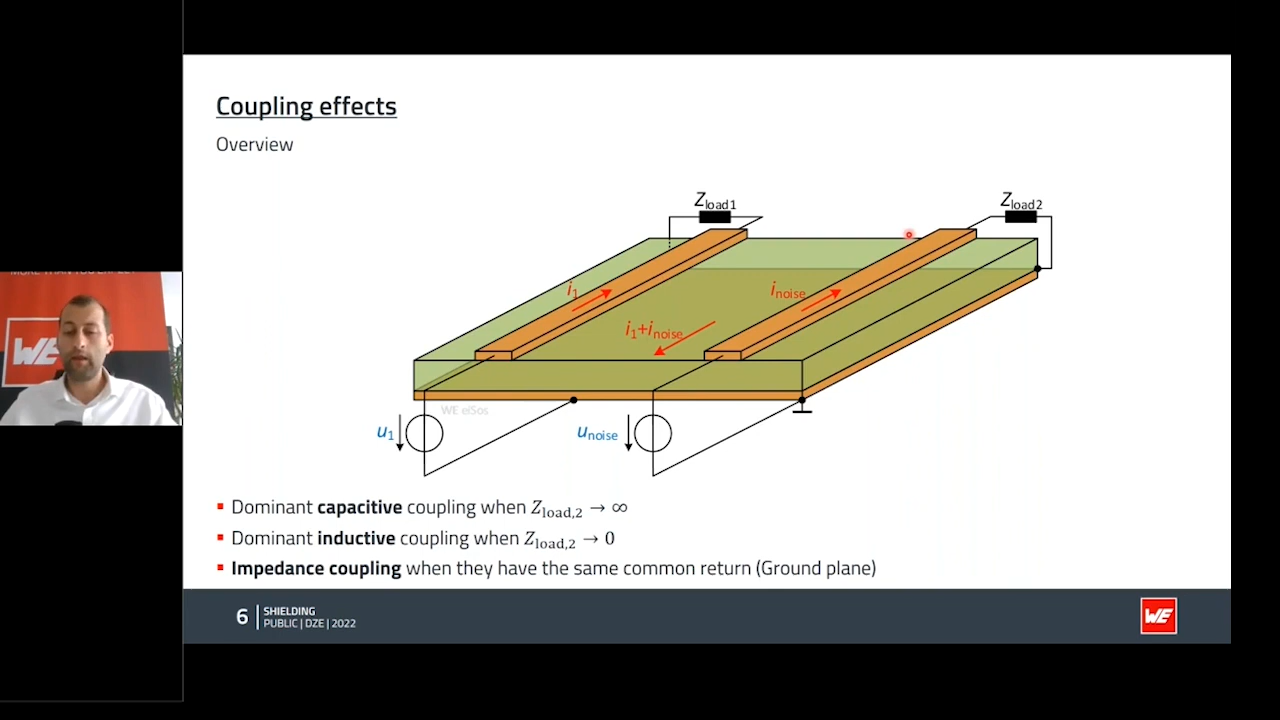 Coupling effects
Overview
Zload1
Zload2
i1
inoise
i1+inoise
WE eiSos
u1
unoise
Dominant capacitive coupling when Zload,2 → ∞
Dominant inductive coupling when Zload,2 → 0
Impedance coupling when they have the same common return (Ground plane)
6
SHIELDING
PUBLIC | DZE | 2022
WE
WE